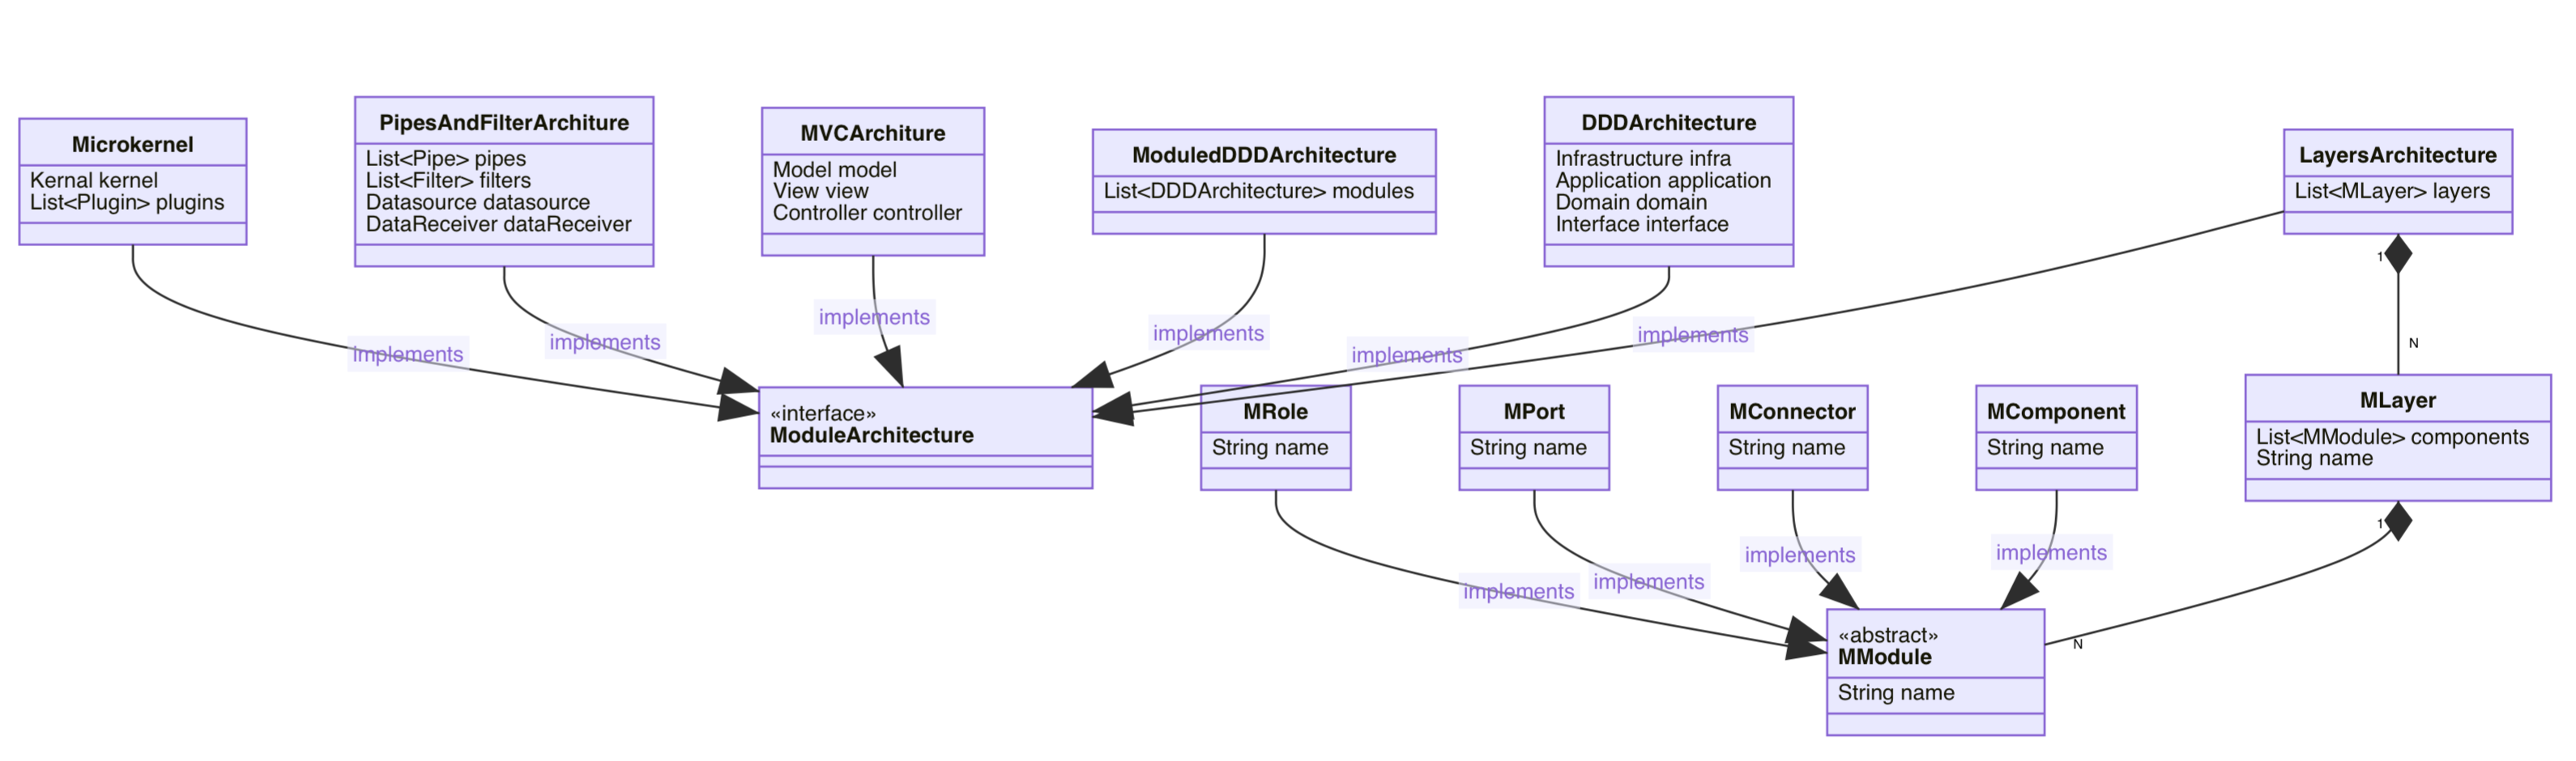 Microkernel
Kernal kernel
List<Plugin> plugins
PipesAndFilterArchiture
List<Pipe> pipes
List<Filter> filters
Datasource datasource
DataReceiver dataReceiver
MVCArchiture
Model model
View view
Controller controller
ModuledDDDArchitecture
List<DDDArchitecture> modules
DDDArchitecture
Infrastructure infra
Application application
Domain domain
Interface interface
LayersArchitecture
List<MLayer> layers
1
N
implements
implements
implements
implements
implements
implements
«interface»
ModuleArchitecture
MRole
String name
MPort
String name
MConnector
String name
MComponent
String name
MLayer
List<MModule> components
String name
1
N
implements
implements
implements
implements
«abstract»
MModule
String name